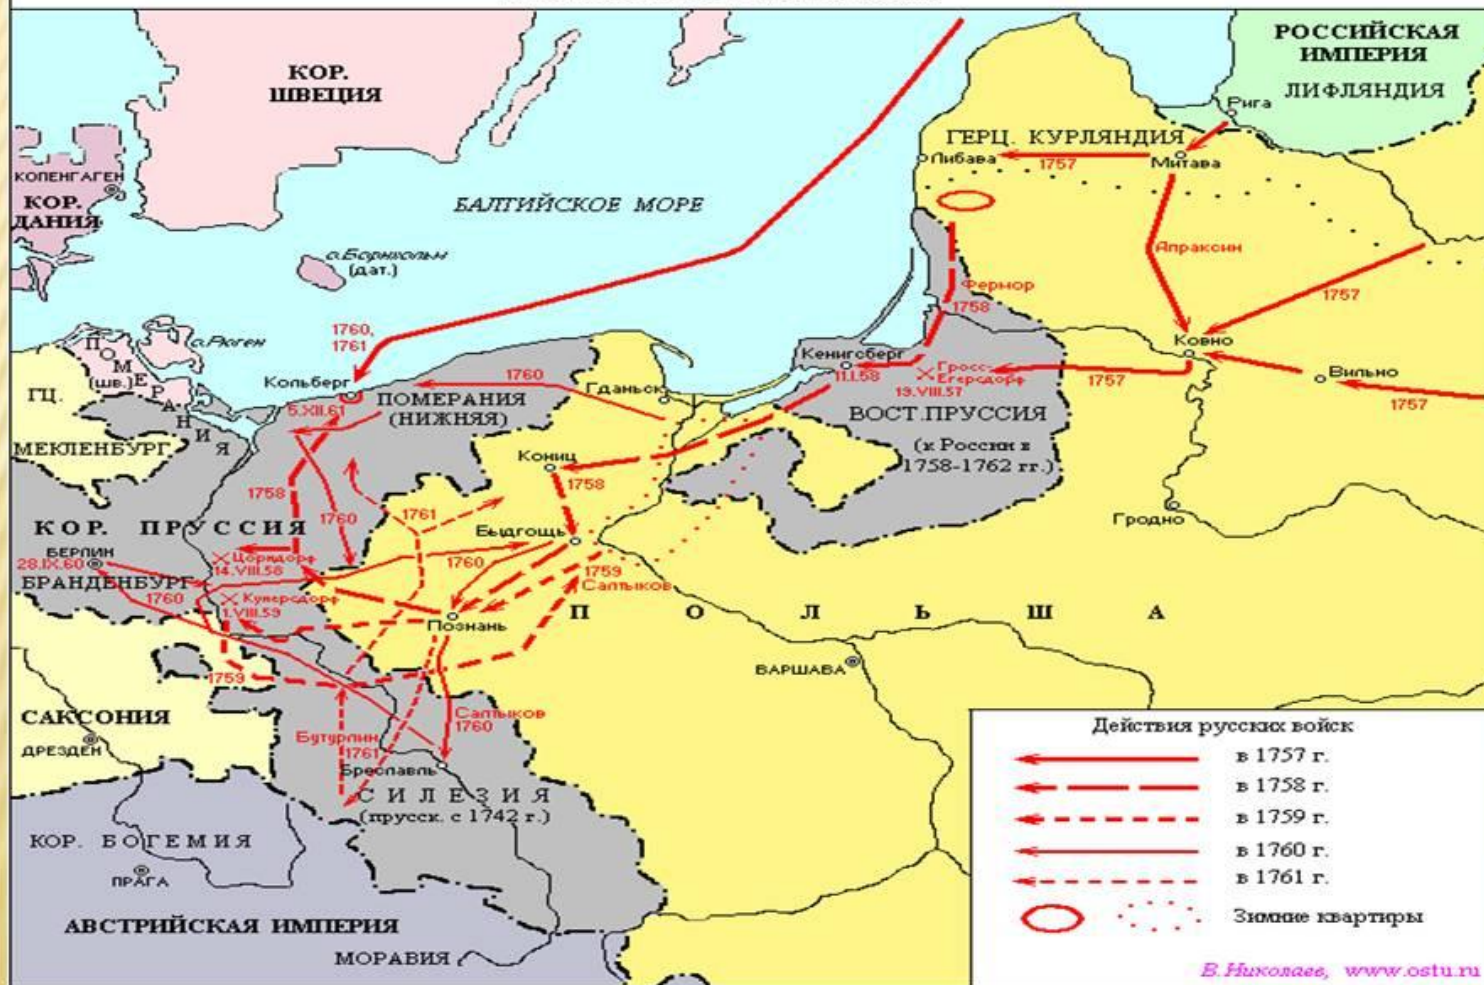 КОР.
ШВЕЦИЯ
РОССИЙСКАЯ
ИМПЕРИЯ
ЛИФЛЯНДИЯ
Рига
ГЕРЦ. КУРЛЯНДИЯ
Либава
1757
Митава
КОПЕНГАГЕН
КОР.
ДАНИЯ
БАЛТИЙСКОЕ МОРЕ
о.Борнхольм
(дат.)
Апраксин
1757
Фермор
1758
1760,
1761
о.Рюген
ПОМЕРАНИЯ
(шв.)
Ковно
Кенигсберг
11.I.58
Гросс-
Егерсдорф
19.VIII.57
1757
Вильно
1757
ГЦ.
МЕКЛЕНБУРГ
Кольберг
5.XII.61
ПОМЕРАНИЯ
(НИЖНЯЯ)
1760
Гданьск
ВОСТ.ПРУССИЯ
(к России в
1758-1762 гг.)
Кониц
1758
1758
1760
1761
Быдгощь
Гродно
КОР. ПРУССИЯ
БЕРЛИН
28.IX.60
БРАНДЕНБУРГ
Цорндорф
14.VIII.58
1760
1759
Салтыков
1760
Кунерсдорф
1.VIII.59
Познань
ПОЛЬША
ВАРШАВА
1759
САКСОНИЯ
ДРЕЗДЕН
Салтыков
1760
Бутурлин
1761
Бреславль
СИЛЕЗИЯ
(прусск. с 1742 г.)
КОР. БОГЕМИЯ
ПРАГА
АВСТРИЙСКАЯ ИМПЕРИЯ
МОРАВИЯ
Действия русских войск
в 1757 г.
в 1758 г.
в 1759 г.
в 1760 г.
в 1761 г.
Зимние квартиры
В.Николаев, www.ostu.ru